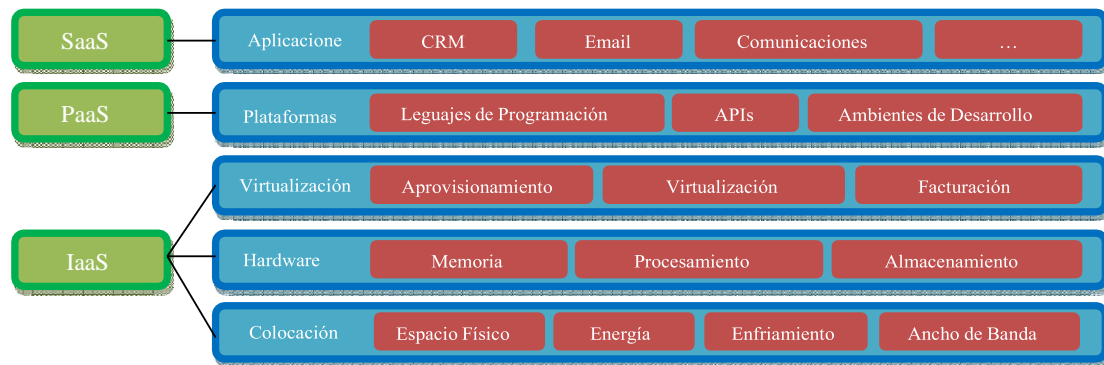 SaaS
Aplicacione
CRM
Email
Comunicaciones
…
PaaS
Plataformas
Leguajes de Programación
APIs
Ambientes de Desarrollo
Virtualización
Aprovisionamiento
Virtualización
Facturación
IaaS
Hardware
Memoria
Procesamiento
Almacenamiento
Colocación
Espacio Físico
Energía
Enfriamiento
Ancho de Banda